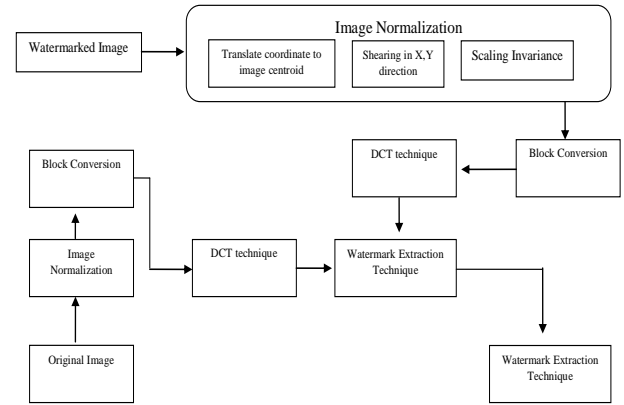 Image Normalization
Watermarked Image
Translate coordinate to
image centroid
Shearing in X,Y
direction
Scaling Invariance
Block Conversion
DCT technique
Block Conversion
Image
Normalization
DCT technique
Watermark Extraction
Technique
Original Image
Watermark Extraction
Technique